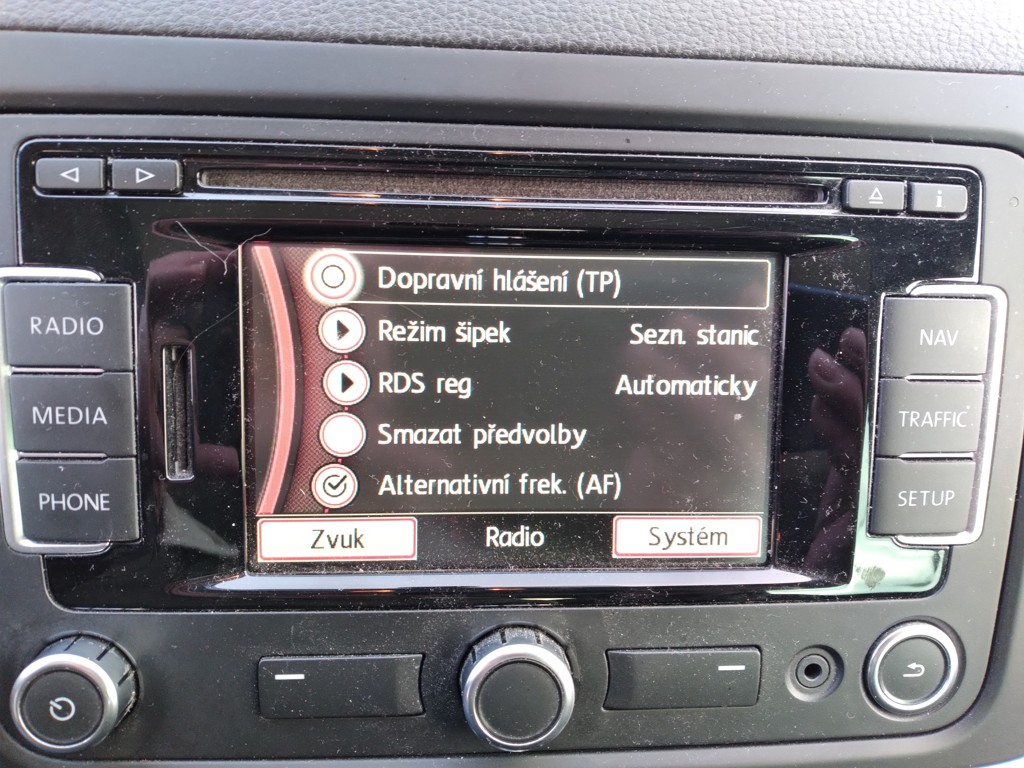 i
RADIO
MEDIA
PHONE
Dopravní hlášení (TP)
Režim šipek Sezn. stanic
RDS reg Automaticky
Smazat předvolby
Alternativní frek. (AF)
Zvuk Radio Systém
NAV
TRAFFIC
SETUP